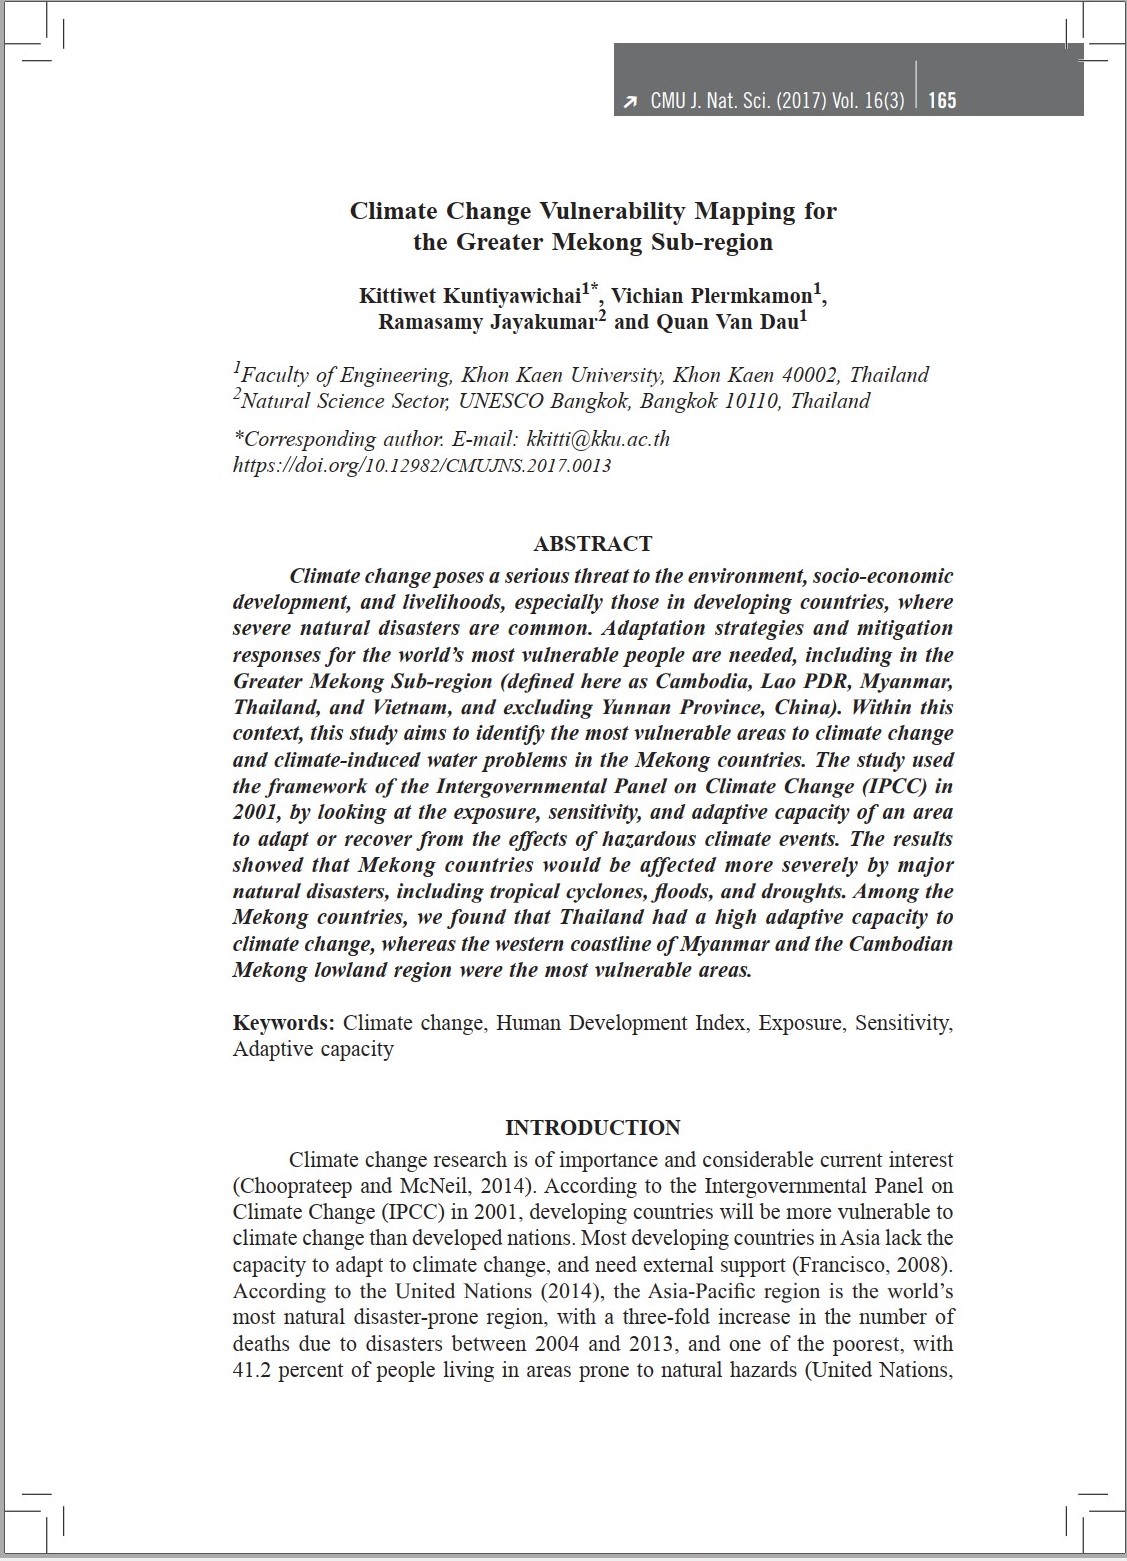 CMU J. Nat. Sci. (2017) Vol. 16(3) 165
Climate Change Vulnerability Mapping for
the Greater Mekong Sub-region
Kittiwet Kuntiyawichai1*, Vichian Plermkamon1,
Ramasamy Jayakumar2 and Quan Van Dau1
1Faculty of Engineering, Khon Kaen University, Khon Kaen 40002, Thailand
2Natural Science Sector, UNESCO Bangkok, Bangkok 10110, Thailand
*Corresponding author. E-mail: kkitti@kku.ac.th
https://doi.org/10.12982/CMUJNS.2017.0013
ABSTRACT
Climate change poses a serious threat to the environment, socio-economic
development, and livelihoods, especially those in developing countries, where
severe natural disasters are common. Adaptation strategies and mitigation
responses for the world's most vulnerable people are needed, including in the
Greater Mekong Sub-region (defined here as Cambodia, Lao PDR, Myanmar,
Thailand, and Vietnam, and excluding Yunnan Province, China). Within this
context, this study aims to identify the most vulnerable areas to climate change
and climate-induced water problems in the Mekong countries. The study used
the framework of the Intergovernmental Panel on Climate Change (IPCC) in
2001, by looking at the exposure, sensitivity, and adaptive capacity of an area
to adapt or recover from the effects of hazardous climate events. The results
showed that Mekong countries would be affected more severely by major
natural disasters, including tropical cyclones, floods, and droughts. Among the
Mekong countries, we found that Thailand had a high adaptive capacity to
climate change, whereas the western coastline of Myanmar and the Cambodian
Mekong lowland region were the most vulnerable areas.
Keywords: Climate change, Human Development Index, Exposure, Sensitivity,
Adaptive capacity
INTRODUCTION
Climate change research is of importance and considerable current interest
(Chooprateep and McNeil, 2014). According to the Intergovernmental Panel on
Climate Change (IPCC) in 2001, developing countries will be more vulnerable to
climate change than developed nations. Most developing countries in Asia lack the
capacity to adapt to climate change, and need external support (Francisco, 2008).
According to the United Nations (2014), the Asia-Pacific region is the world's
most natural disaster-prone region, with a three-fold increase in the number of
deaths due to disasters between 2004 and 2013, and one of the poorest, with
41.2 percent of people living in areas prone to natural hazards (United Nations,